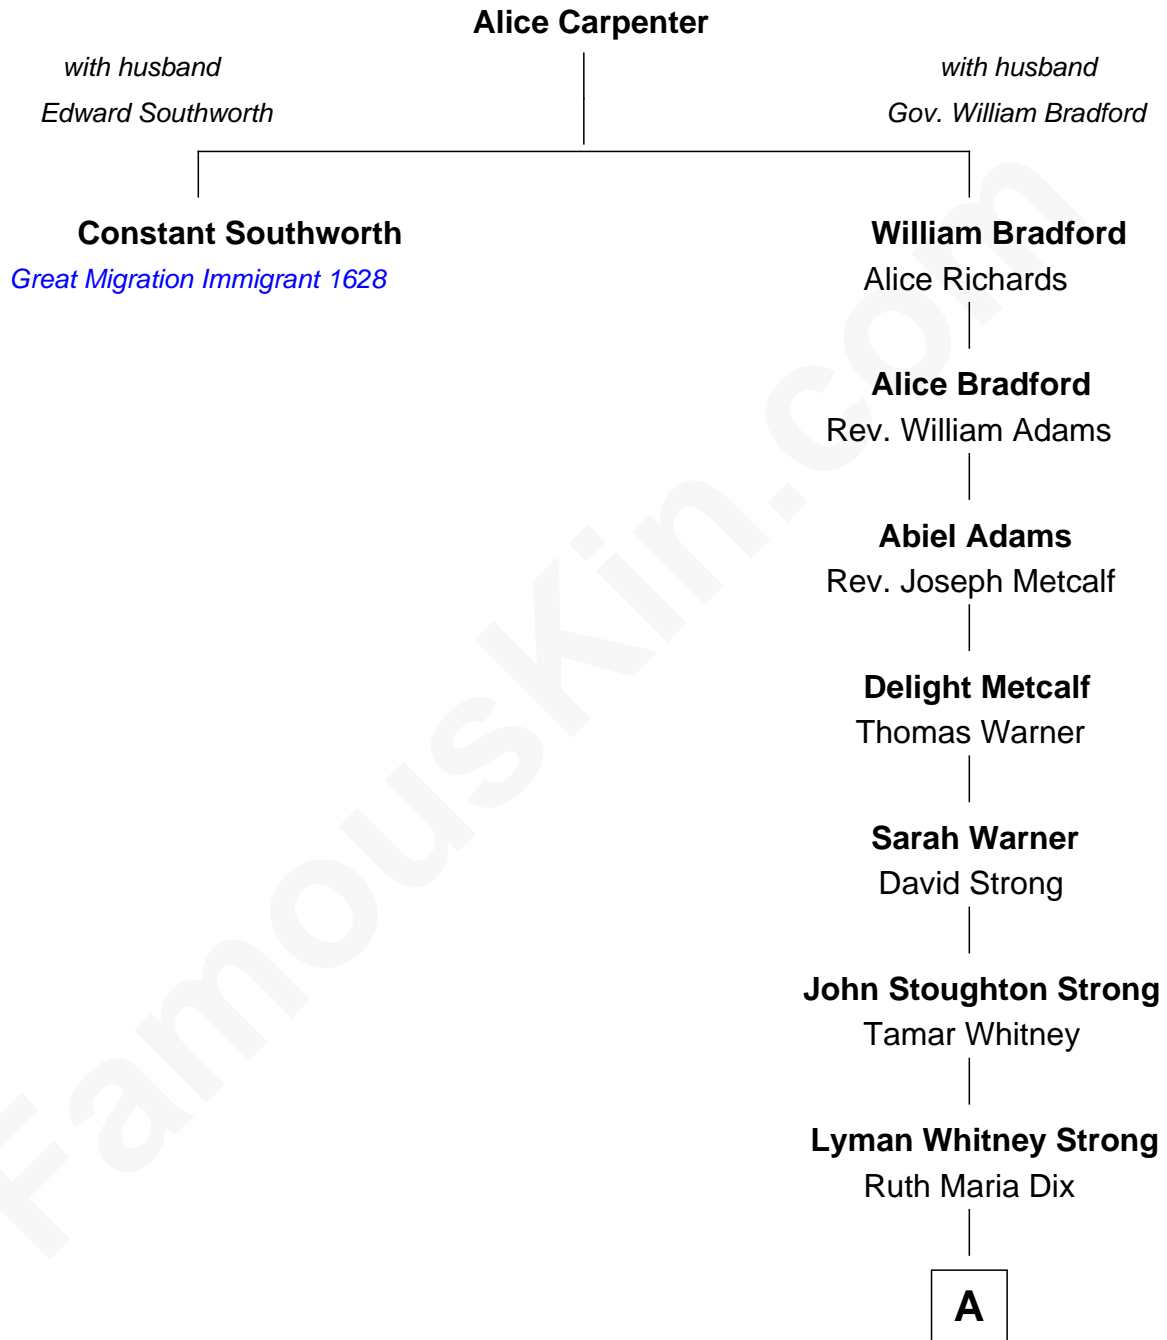 Alice Carpenter
with husband
Edward Southworth
with husband
Gov. William Bradford
Constant Southworth
Great Migration Immigrant 1628
William Bradford
Alice Richards
Alice Bradford
Rev. William Adams
Abiel Adams
Rev. Joseph Metcalf
Delight Metcalf
Thomas Warner
Sarah Warner
David Strong
John Stoughton Strong
Tamar Whitney
Lyman Whitney Strong
Ruth Maria Dix
A
FamousKin.com